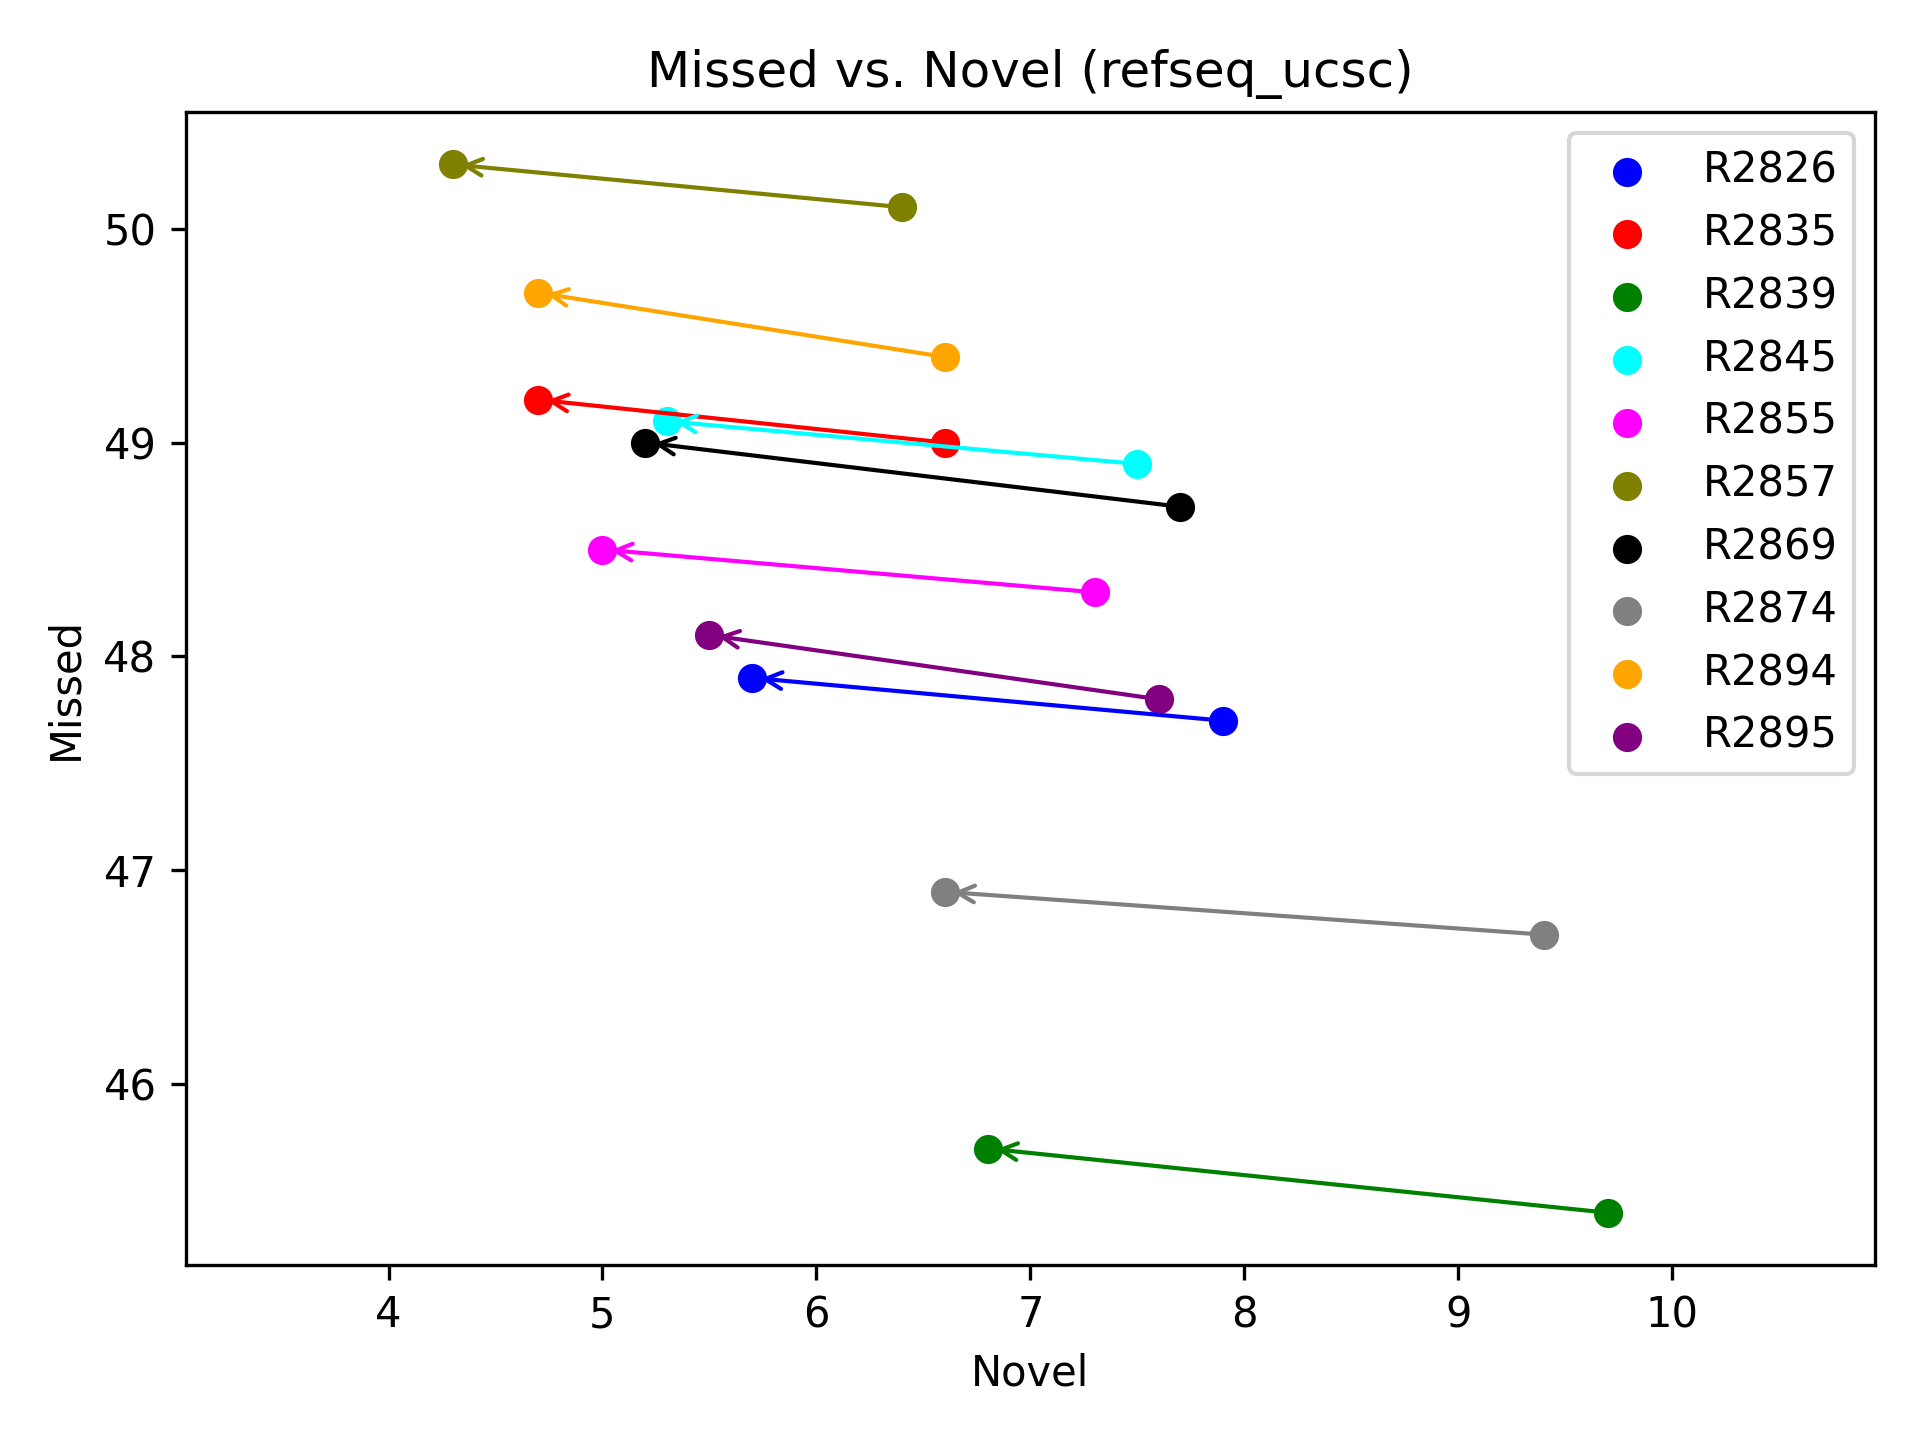 Missed vs. Novel (refseq_ucsc)
R2826
R2835
R2839
R2845
R2855
R2857
R2869
R2874
R2894
R2895
50
49
48
47
46
Missed
4 5 6 7 8 9 10
Novel